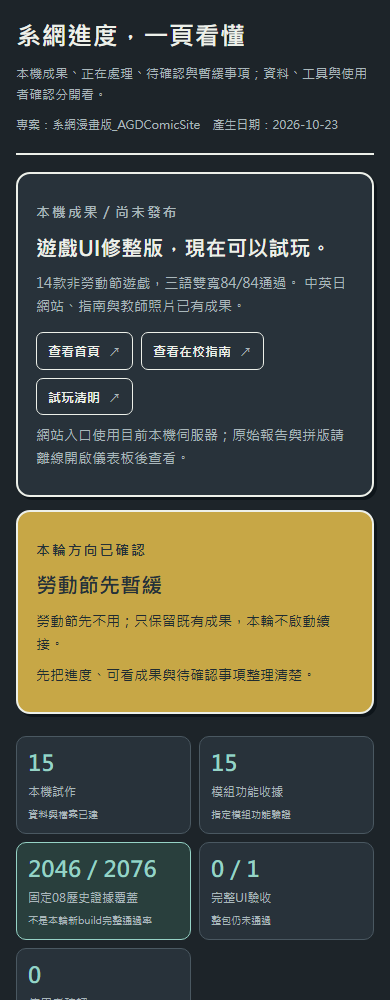 系網進度，一頁看懂
本機成果、正在處理、待確認與暫緩事項；資料、工具與使用
者確認分開看。
專案：系網漫畫版_AGDComicSite 產生日期：2026-10-23
本機成果 / 尚未發布
遊戲UI修整版，現在可以試玩。
14款非勞動節遊戲，三語雙寬84/84通過。 中英日
網站、指南與教師照片已有成果。
查看首頁 ↗ 查看在校指南 ↗
試玩清明 ↗
網站入口使用目前本機伺服器；原始報告與拼版請
離線開啟儀表板後查看。
本輪方向已確認
勞動節先暫緩
勞動節先不用；只保留既有成果，本輪不啟動續
接。
先把進度、可看成果與待確認事項整理清楚。
15
本機試作
資料與檔案已建
15
模組功能收據
指定模組功能驗證
2046 / 2076
固定08歷史證據覆蓋
不是本輪新build完整通過率
0 / 1
完整UI驗收
整包仍未通過
0